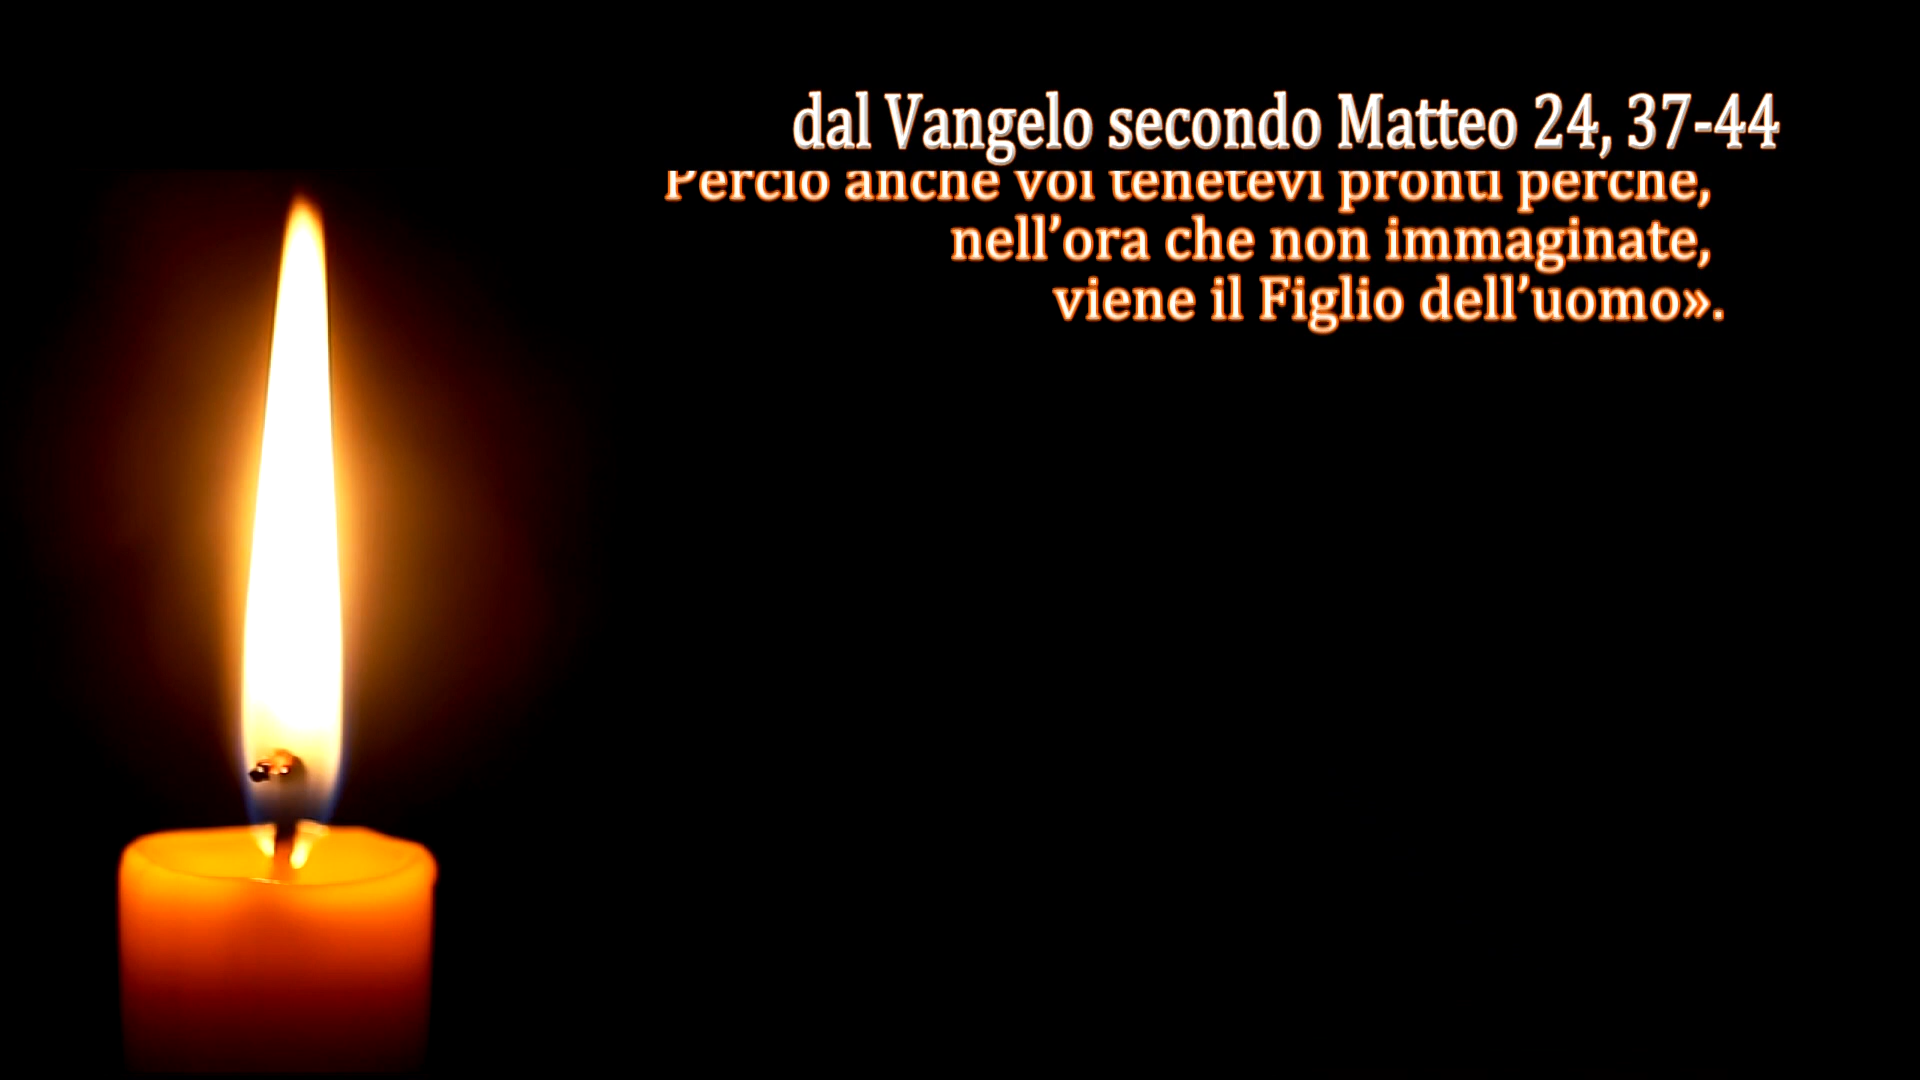 dal Vangelo secondo Matteo 24, 37-44
Perciò anche voi tenetevi pronti perché,
nell’ora che non immaginate,
viene il Figlio dell’uomo».